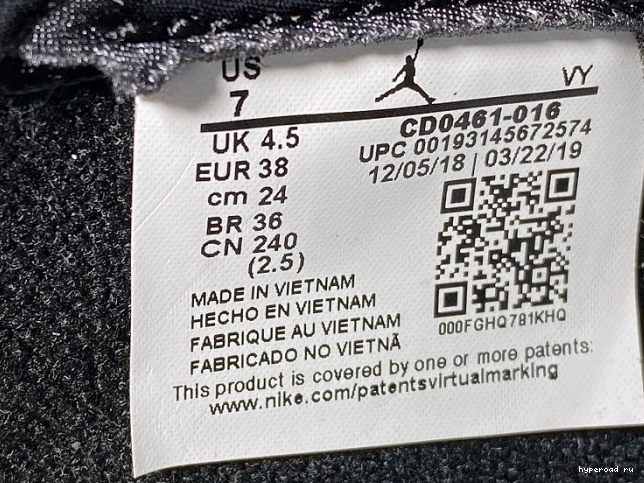 US
7
VY
UK 4.5
EUR 38
cm 24
BR 36
CN 240
(2.5)
CD0461-016
UPC 00193145672574
12/05/18 | 03/22/19
000FGHQ781KHQ
MADE IN VIETNAM
HECHO EN VIETNAM
FABRIQUE AU VIETNAM
FABRICADO NO VIETNÃ
This product is covered by one or more patents:
www.nike.com/patentsvirtualmarking
hyperoad ru